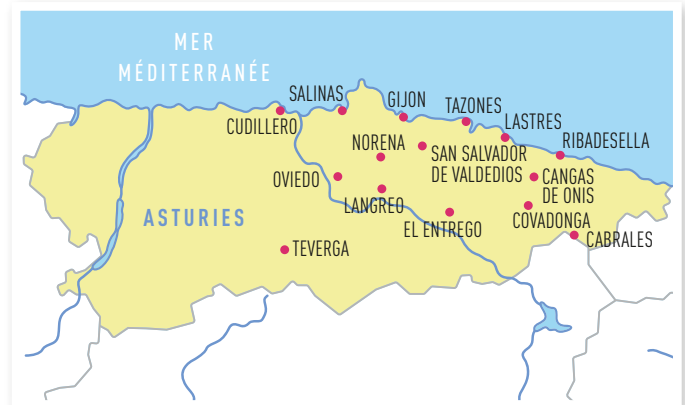 MER
MÉDITERRANÉE
SALINAS
GIJON
TAZONES
CUDILLERO
LASTRES
NORENA
RIBADESELLA
SAN SALVADOR
DE VALDEDIOS
OVIEDO
CANGAS
DE ONIS
LANGREO
ASTURIES
COVADONGA
EL ENTREGO
CABRALES
TEVERGA